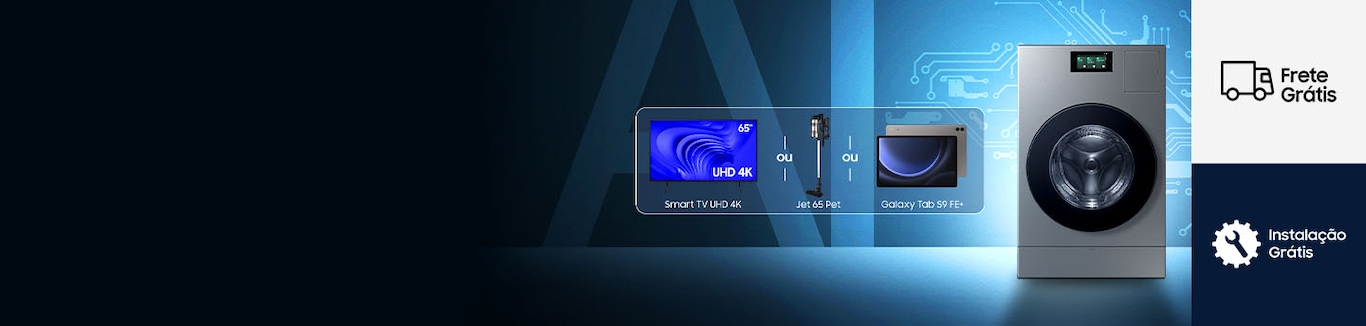 AI
65"
UHD 4K
ou
ou
Smart TV UHD 4K
Jet 65 Pet
Galaxy Tab S9 FE+
Frete
Grátis
Instalação
Grátis